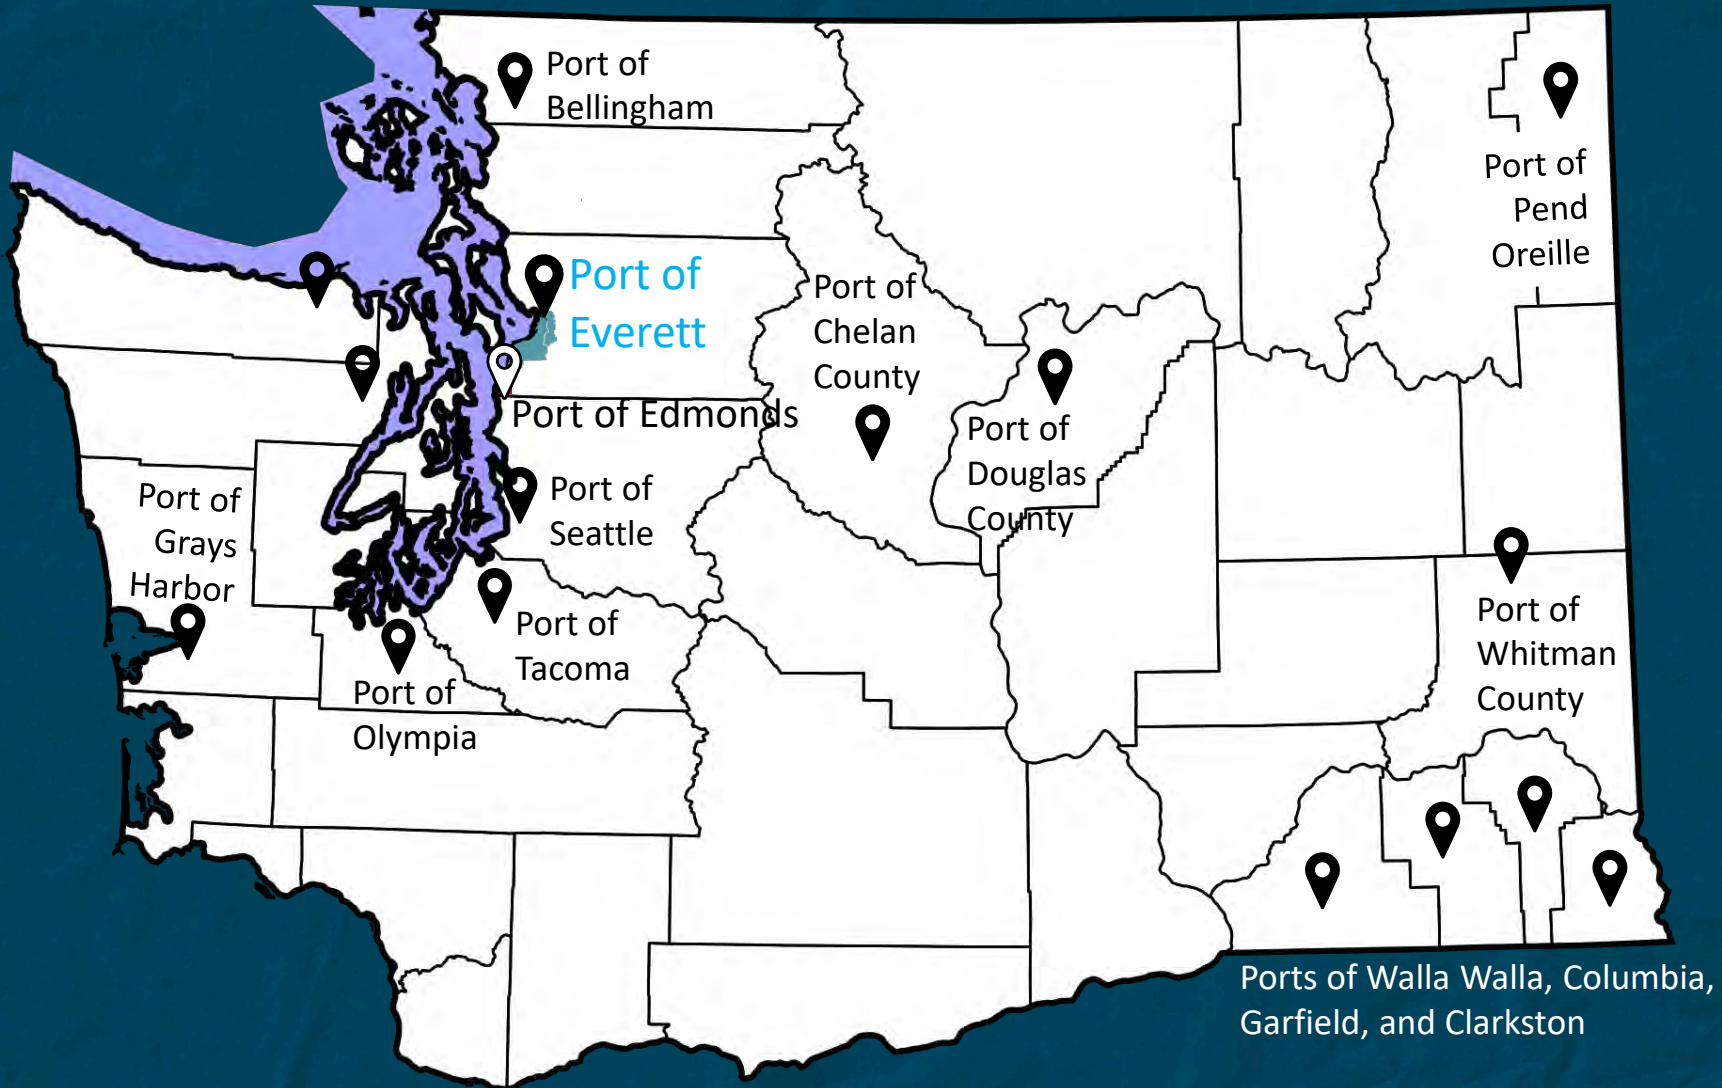 Port of
Bellingham
Port of
Pend
Oreille
Port of
Everett
Port of
Chelan
County
Port of Edmonds
Port of
Douglas
County
Port of
Grays
Harbor
Port of
Seattle
Port of
Tacoma
Port of
Olympia
Port of
Whitman
County
Ports of Walla Walla, Columbia,
Garfield, and Clarkston